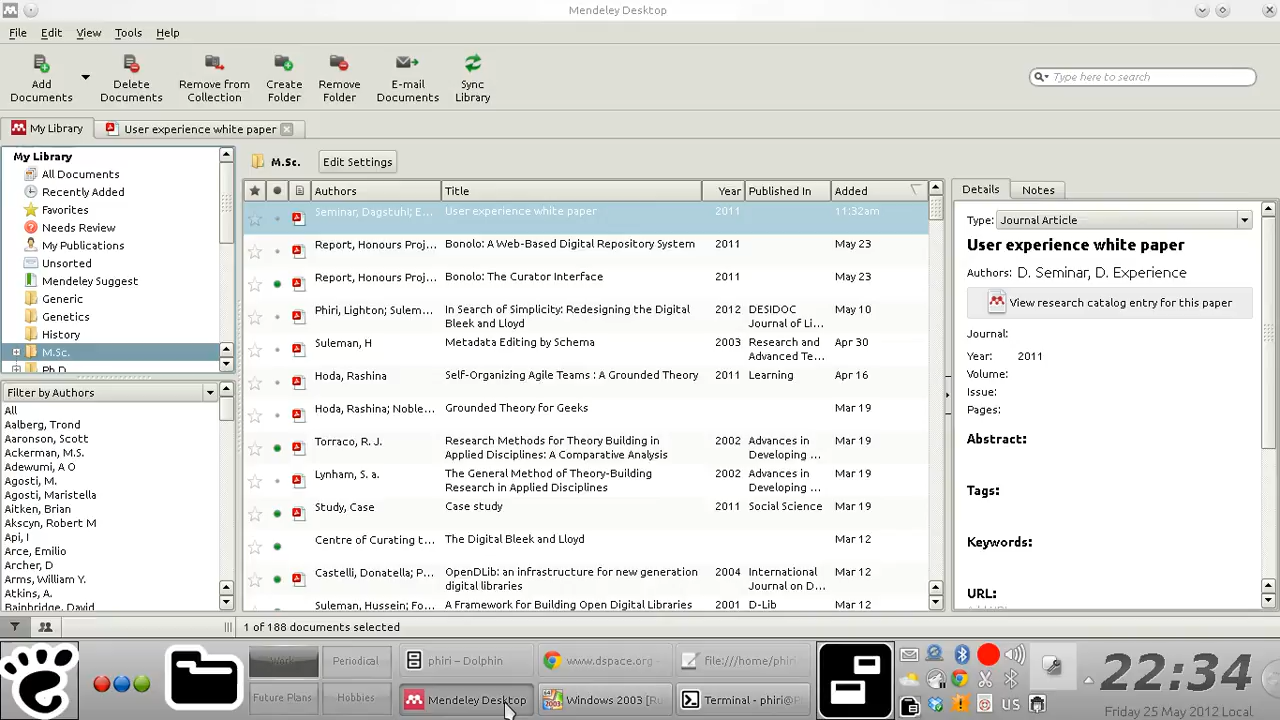 Mendeley Desktop
File Edit View Tools Help
Add Documents
Delete Documents
Remove from Collection
Create Folder
Remove Folder
E-mail Documents
Sync Library
Type here to search
My Library
User experience white paper
My Library
All Documents
Recently Added
Favorites
Needs Review
My Publications
Unsorted
Mendeley Suggest
Generic
Genetics
History
M.Sc.
Ph.D.
Filter by Authors
All
Aalberg, Trond
Aaronson, Scott
Ackerman, M.S.
Adewumi, A O
Agosti, M.
Agosti, Maristella
Aitken, Brian
Akscyn, Robert M
Api, I
Arce, Emilio
Archer, D
Arms, William Y.
Atkins, A.
Bainbridge, David
M.Sc. Edit Settings
Authors Title Year Published In Added
Seminar, Dagstuhl; E... User experience white paper 2011 11:32am
Report, Honours Proj... Bonolo: A Web-Based Digital Repository System 2011 May 23
Report, Honours Proj... Bonolo: The Curator Interface 2011 May 23
Phiri, Lighton; Sulem... In Search of Simplicity: Redesigning the Digital 2012 DESIDOC May 10
Bleek and Lloyd Journal of Li...
Suleman, H Metadata Editing by Schema 2003 Research and Apr 30
Advanced Te...
Hoda, Rashina Self-Organizing Agile Teams : A Grounded Theory 2011 Learning Apr 16
Hoda, Rashina; Noble... Grounded Theory for Geeks Mar 19
Torraco, R. J. Research Methods for Theory Building in 2002 Advances in Mar 19
Applied Disciplines: A Comparative Analysis Developing ...
Lynham, S. a. The General Method of Theory-Building 2002 Advances in Mar 19
Research in Applied Disciplines Developing ...
Study, Case Case study 2011 Social Science Mar 19
Centre of Curating t... The Digital Bleek and Lloyd Mar 12
Castelli, Donatella; P... OpenDLib: an infrastructure for new generation 2004 International Mar 12
digital libraries Journal on D...
Suleman, Hussein; Fo... A Framework for Building Open Digital Libraries 2001 D-Lib Mar 12
1 of 188 documents selected
Details Notes
Type: Journal Article
User experience white paper
Authors: D. Seminar, D. Experience
View research catalog entry for this paper
Journal:
Year: 2011
Volume:
Issue:
Pages:
Abstract:
Tags:
Keywords:
URL:
Work Periodical
Future Plans Hobbies
phiri – Dolphin
www.dspace.org
file:///home/phiri
Mendeley Desktop
Windows 2003 [Ru
Terminal - phiri@
US
22:34
Friday 25 May 2012 Local